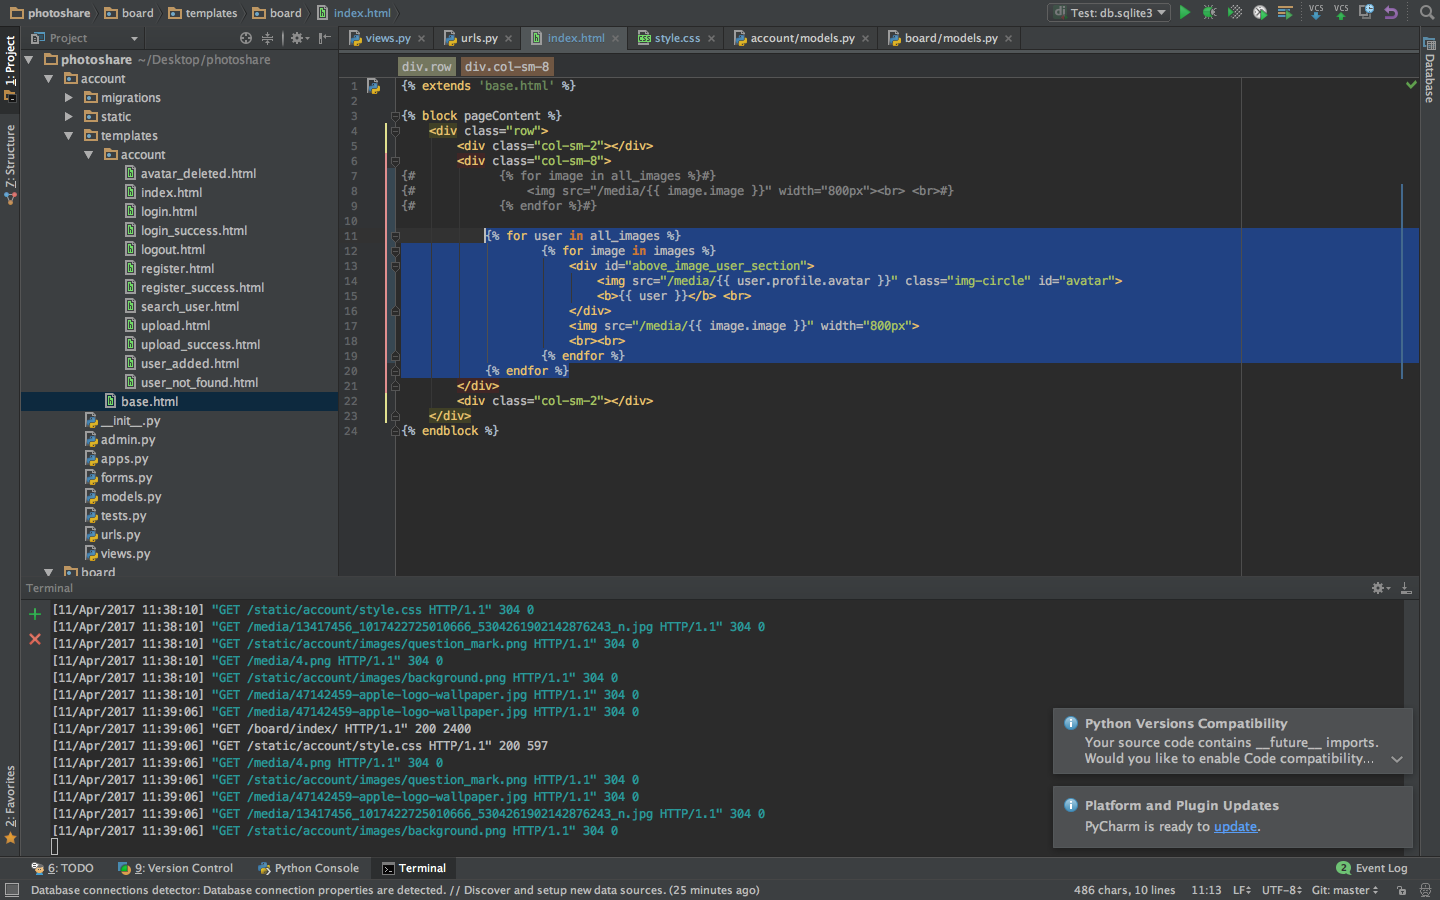 photoshare board templates board index.html
Test: db.sqlite3
VCS VCS
Project
views.py urls.py index.html style.css account/models.py board/models.py
1: Project
7: Structure
2: Favorites
Database
photoshare ~/Desktop/photoshare
account
migrations
static
templates
account
avatar_deleted.html
index.html
login.html
login_success.html
logout.html
register.html
register_success.html
search_user.html
upload.html
upload_success.html
user_added.html
user_not_found.html
base.html
__init__.py
admin.py
apps.py
forms.py
models.py
tests.py
urls.py
views.py
board
div.row div.col-sm-8
1 {% extends 'base.html' %}
2
3 {% block pageContent %}
4 <div class="row">
5 <div class="col-sm-2"></div>
6 <div class="col-sm-8">
7 {# {% for image in all_images %}#}
8 {# <img src="/media/{{ image.image }}" width="800px"><br> <br>#}
9 {# {% endfor %}#}
10
11 {% for user in all_images %}
12 {% for image in images %}
13 <div id="above_image_user_section">
14 <img src="/media/{{ user.profile.avatar }}" class="img-circle" id="avatar">
15 <b>{{ user }}</b> <br>
16 </div>
17 <img src="/media/{{ image.image }}" width="800px">
18 <br><br>
19 {% endfor %}
20 {% endfor %}
21 </div>
22 <div class="col-sm-2"></div>
23 </div>
24 {% endblock %}
Terminal
[11/Apr/2017 11:38:10] "GET /static/account/style.css HTTP/1.1" 304 0
[11/Apr/2017 11:38:10] "GET /media/13417456_1017422725010666_5304261902142876243_n.jpg HTTP/1.1" 304 0
[11/Apr/2017 11:38:10] "GET /static/account/images/question_mark.png HTTP/1.1" 304 0
[11/Apr/2017 11:38:10] "GET /media/4.png HTTP/1.1" 304 0
[11/Apr/2017 11:38:10] "GET /static/account/images/background.png HTTP/1.1" 304 0
[11/Apr/2017 11:38:10] "GET /media/47142459-apple-logo-wallpaper.jpg HTTP/1.1" 304 0
[11/Apr/2017 11:39:06] "GET /media/47142459-apple-logo-wallpaper.jpg HTTP/1.1" 304 0
[11/Apr/2017 11:39:06] "GET /board/index/ HTTP/1.1" 200 2400
[11/Apr/2017 11:39:06] "GET /static/account/style.css HTTP/1.1" 200 597
[11/Apr/2017 11:39:06] "GET /media/4.png HTTP/1.1" 304 0
[11/Apr/2017 11:39:06] "GET /static/account/images/question_mark.png HTTP/1.1" 304 0
[11/Apr/2017 11:39:06] "GET /media/47142459-apple-logo-wallpaper.jpg HTTP/1.1" 304 0
[11/Apr/2017 11:39:06] "GET /media/13417456_1017422725010666_5304261902142876243_n.jpg HTTP/1.1" 304 0
[11/Apr/2017 11:39:06] "GET /static/account/images/background.png HTTP/1.1" 304 0
Python Versions Compatibility
Your source code contains __future__ imports.
Would you like to enable Code compatibility...
Platform and Plugin Updates
PyCharm is ready to update.
6: TODO 9: Version Control Python Console Terminal 2 Event Log
Database connections detector: Database connection properties are detected. // Discover and setup new data sources. (25 minutes ago) 486 chars, 10 lines 11:13 LF UTF-8 Git: master